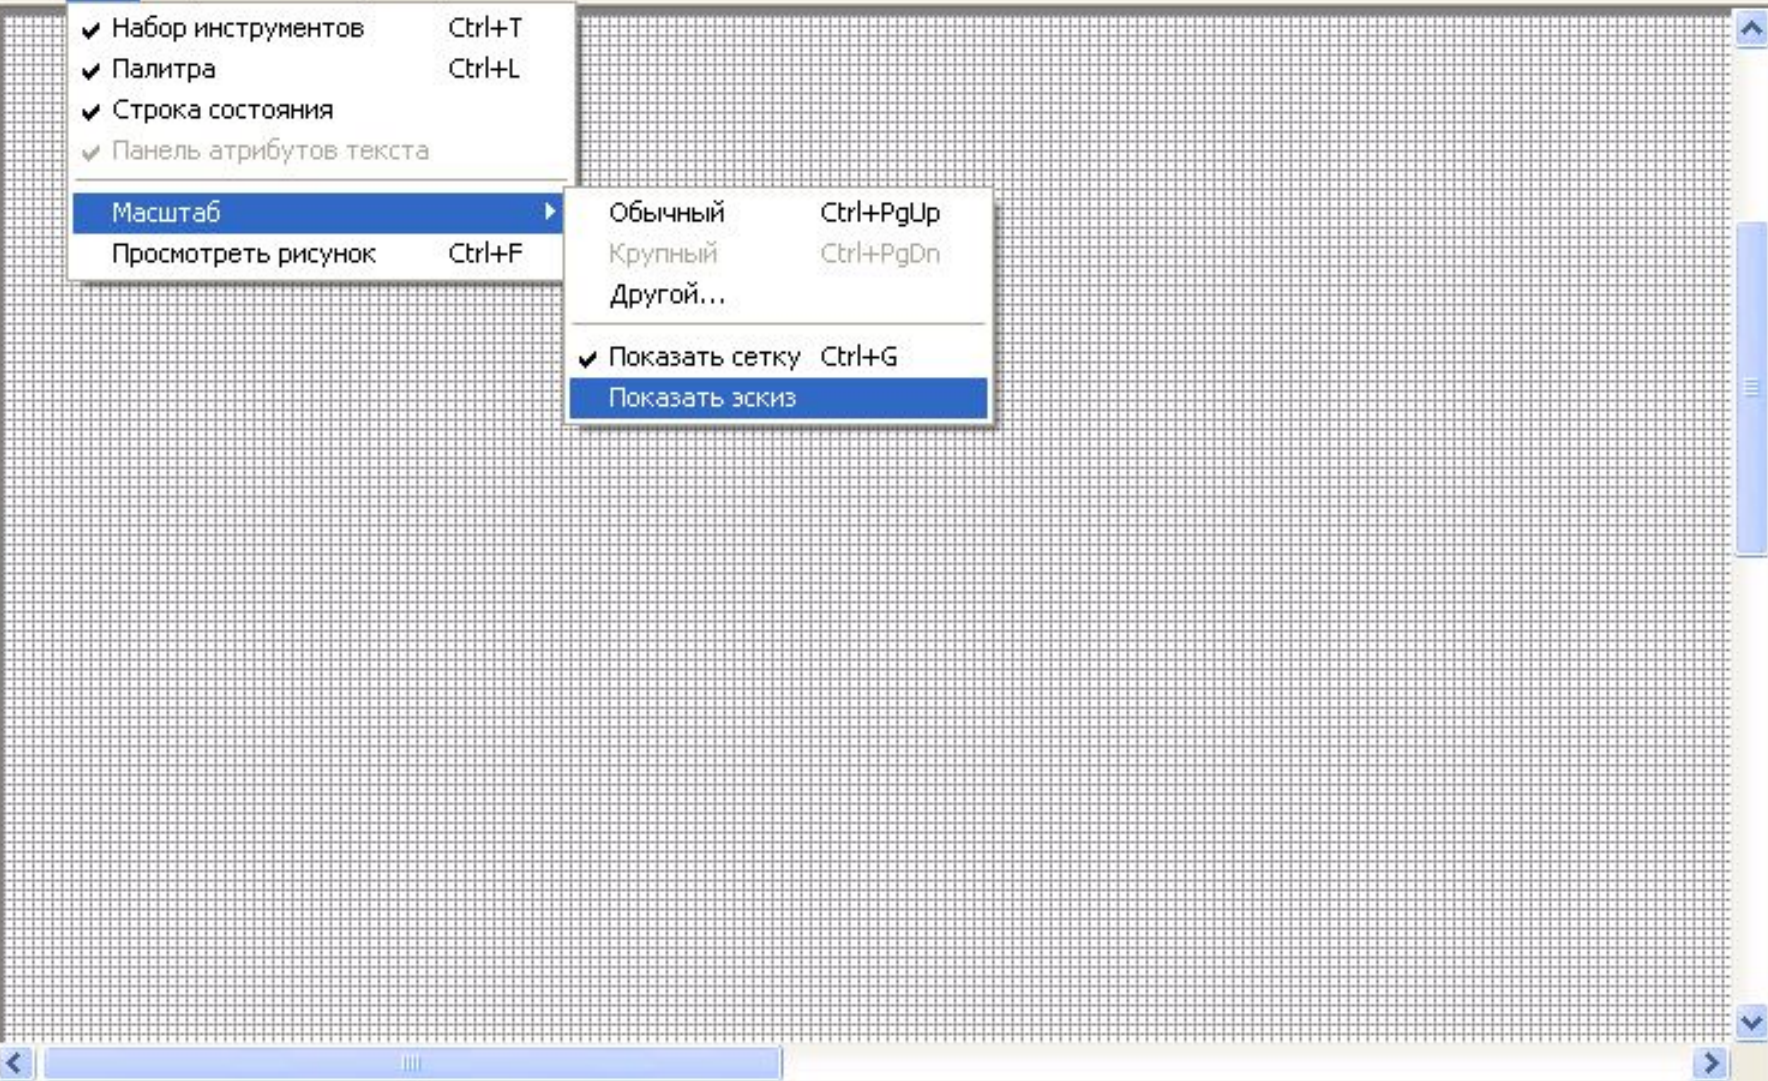 Набор инструментов Ctrl+T
Палитра Ctrl+L
Строка состояния
Панель атрибутов текста
Масштаб
Просмотреть рисунок Ctrl+F
Обычный Ctrl+PgUp
Крупный Ctrl+PgDn
Другой...
Показать сетку Ctrl+G
Показать эскиз